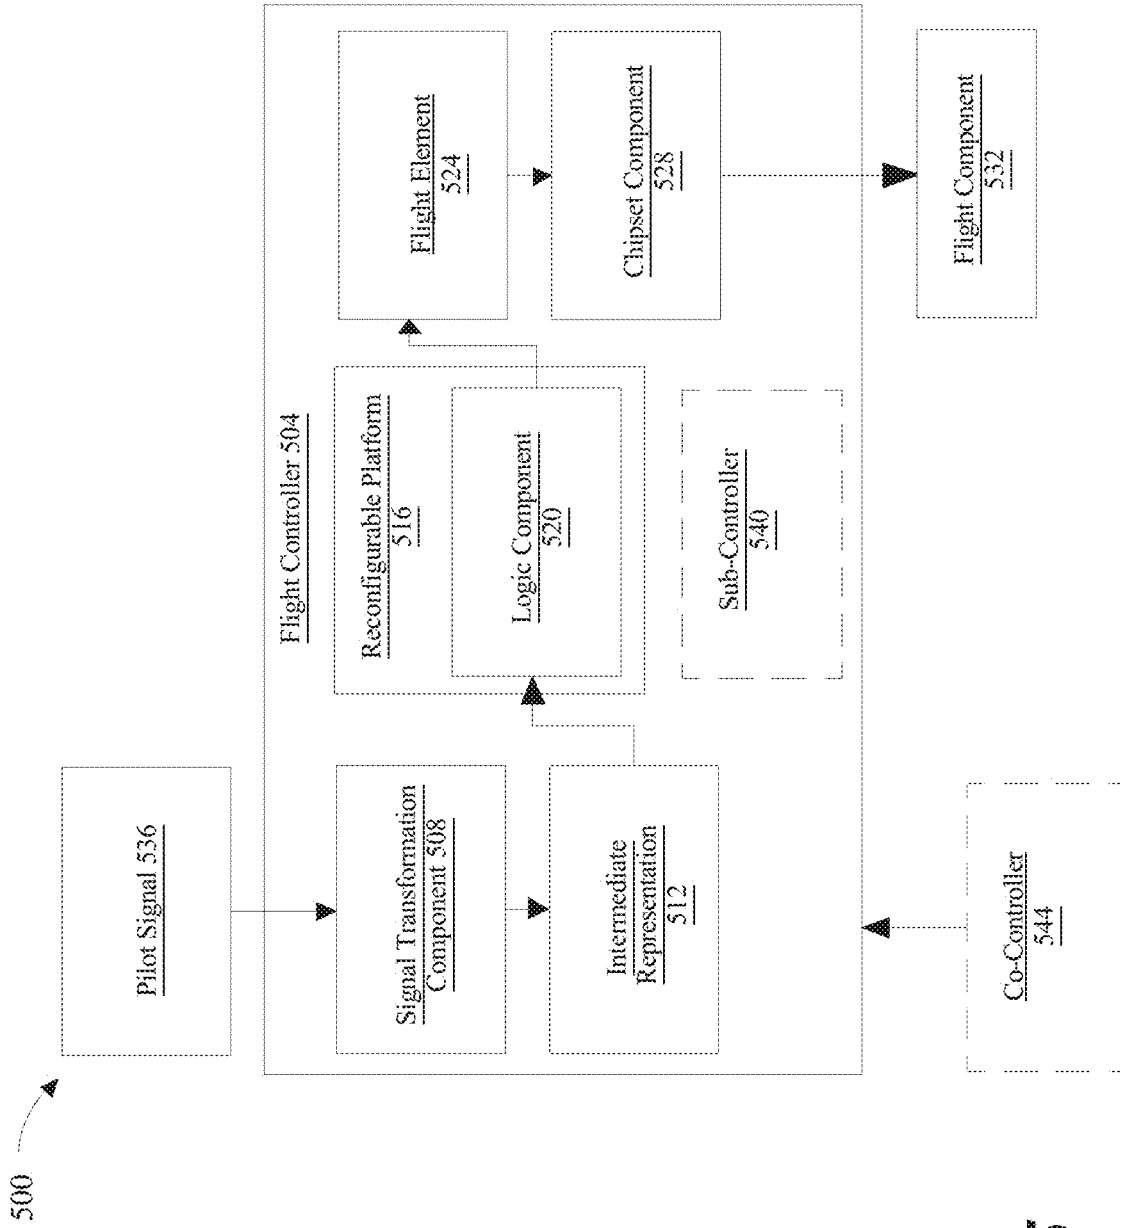 500
Pilot Signal 536
Flight Controller 504
Signal Transformation
Component 508
Intermediate
Representation
512
Reconfigurable Platform
516
Logic Component
520
Flight Element
524
Chipset Component
528
Sub-Controller
540
Co-Controller
544
Flight Component
532